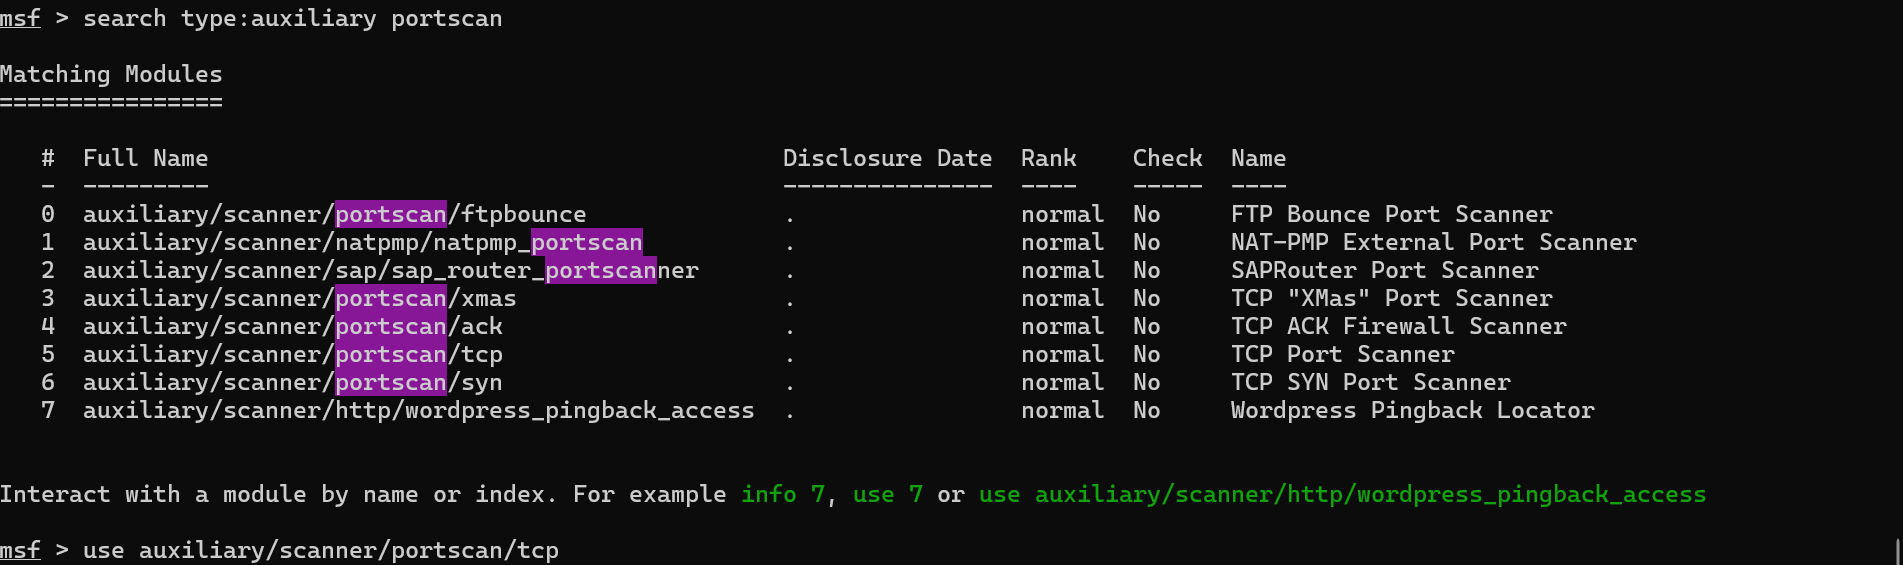 msf > search type:auxiliary portscan
Matching Modules
================
#  Full Name                                       Disclosure Date  Rank    Check  Name
-  ---------                                       ---------------  ----    -----  ----
0  auxiliary/scanner/portscan/ftpbounce              .                normal  No     FTP Bounce Port Scanner
1  auxiliary/scanner/natpmp/natpmp_portscan          .                normal  No     NAT-PMP External Port Scanner
2  auxiliary/scanner/sap/sap_router_portscanner      .                normal  No     SAPRouter Port Scanner
3  auxiliary/scanner/portscan/xmas                   .                normal  No     TCP "XMas" Port Scanner
4  auxiliary/scanner/portscan/ack                    .                normal  No     TCP ACK Firewall Scanner
5  auxiliary/scanner/portscan/tcp                    .                normal  No     TCP Port Scanner
6  auxiliary/scanner/portscan/syn                    .                normal  No     TCP SYN Port Scanner
7  auxiliary/scanner/http/wordpress_pingback_access  .                normal  No     Wordpress Pingback Locator
Interact with a module by name or index. For example info 7, use 7 or use auxiliary/scanner/http/wordpress_pingback_access
msf > use auxiliary/scanner/portscan/tcp